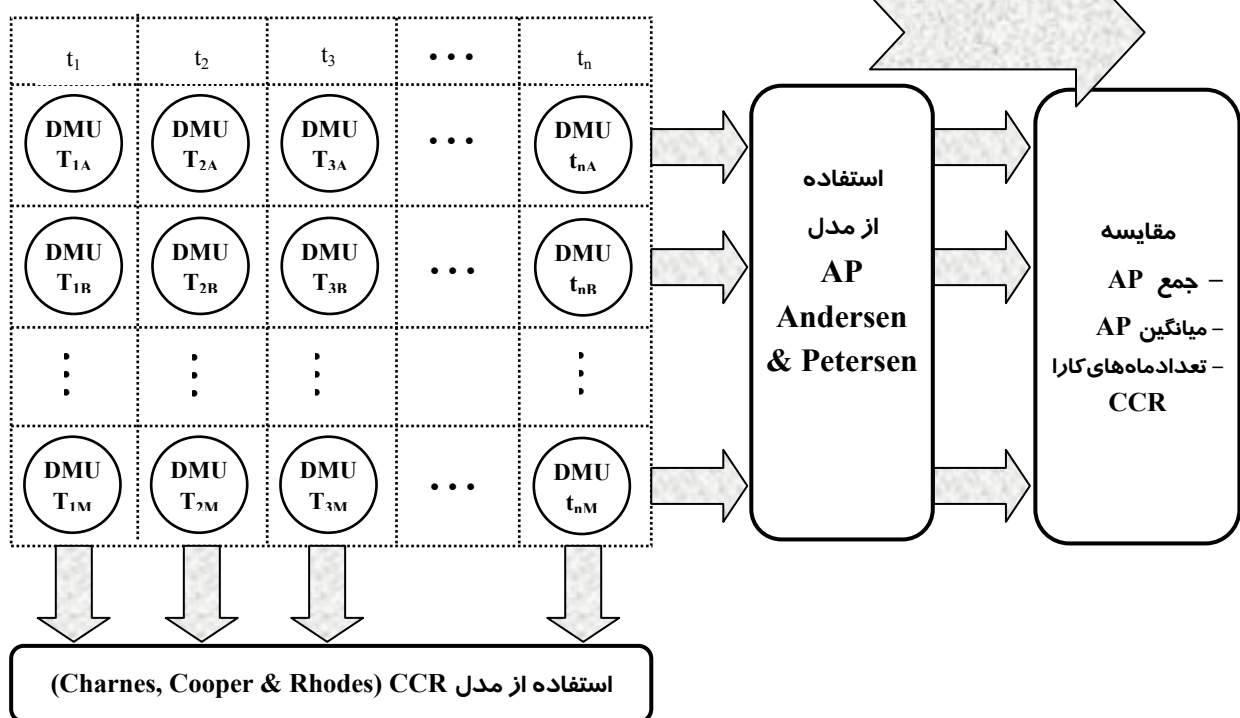 t₁ t₂ t₃ • • • tₙ
DMU DMU DMU DMU
T₁A T₂A T₃A • • • tₙA
DMU DMU DMU DMU
T₁B T₂B T₃B • • • tₙB
DMU DMU DMU DMU
T₁M T₂M T₃M • • • tₙM
استفاده
از مدل
AP
Andersen
& Petersen
مقایسه
– جمع AP
– میانگین AP
– تعدادماه‌های کارا
CCR
استفاده از مدل CCR (Charnes, Cooper & Rhodes)